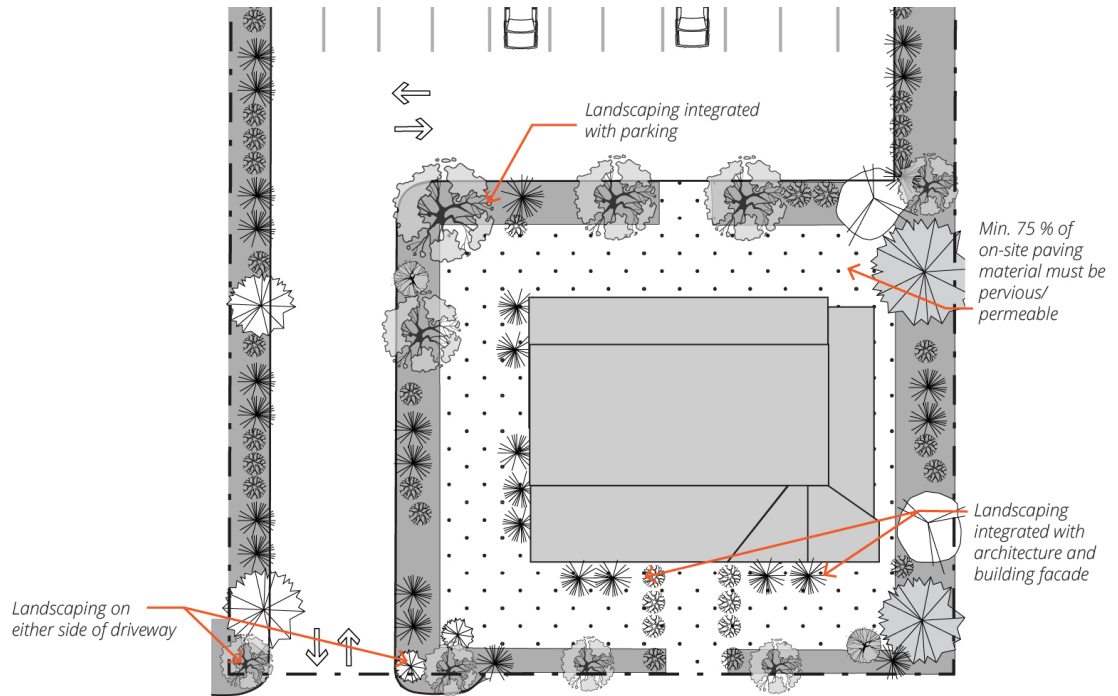 Landscaping integrated
with parking
Min. 75 % of
on-site paving
material must be
pervious/
permeable
Landscaping
integrated with
architecture and
building facade
Landscaping on
either side of driveway